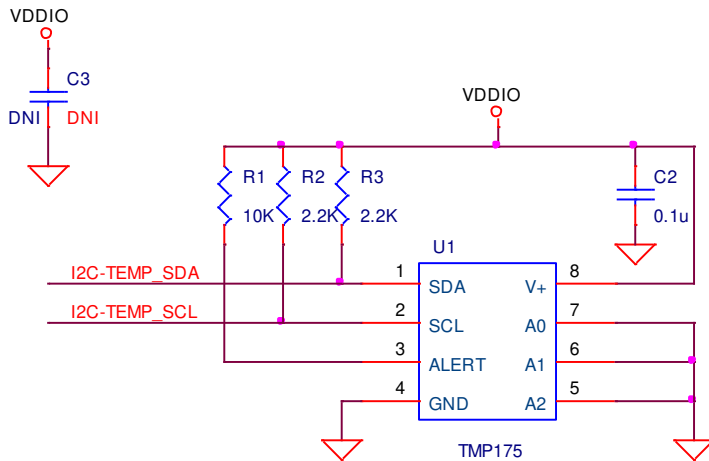 VDDIO
C3
DNI DNI
VDDIO
R1 R2 R3 C2
10K 2.2K 2.2K 0.1u
U1
I2C-TEMP_SDA 1 SDA V+ 8
I2C-TEMP_SCL 2 SCL A0 7
3 ALERT A1 6
4 GND A2 5
TMP175